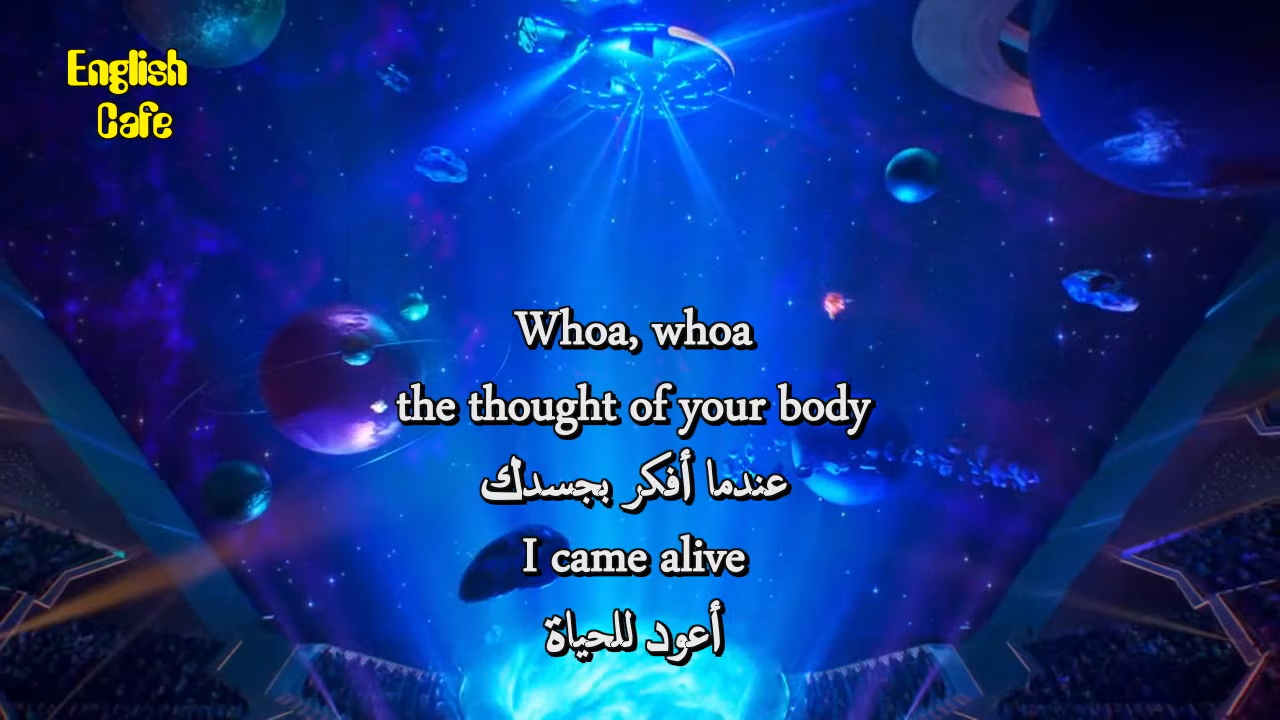 English
Cafe
Whoa, whoa
the thought of your body
عندما أفكر بجسدك
I came alive
أعود للحياة